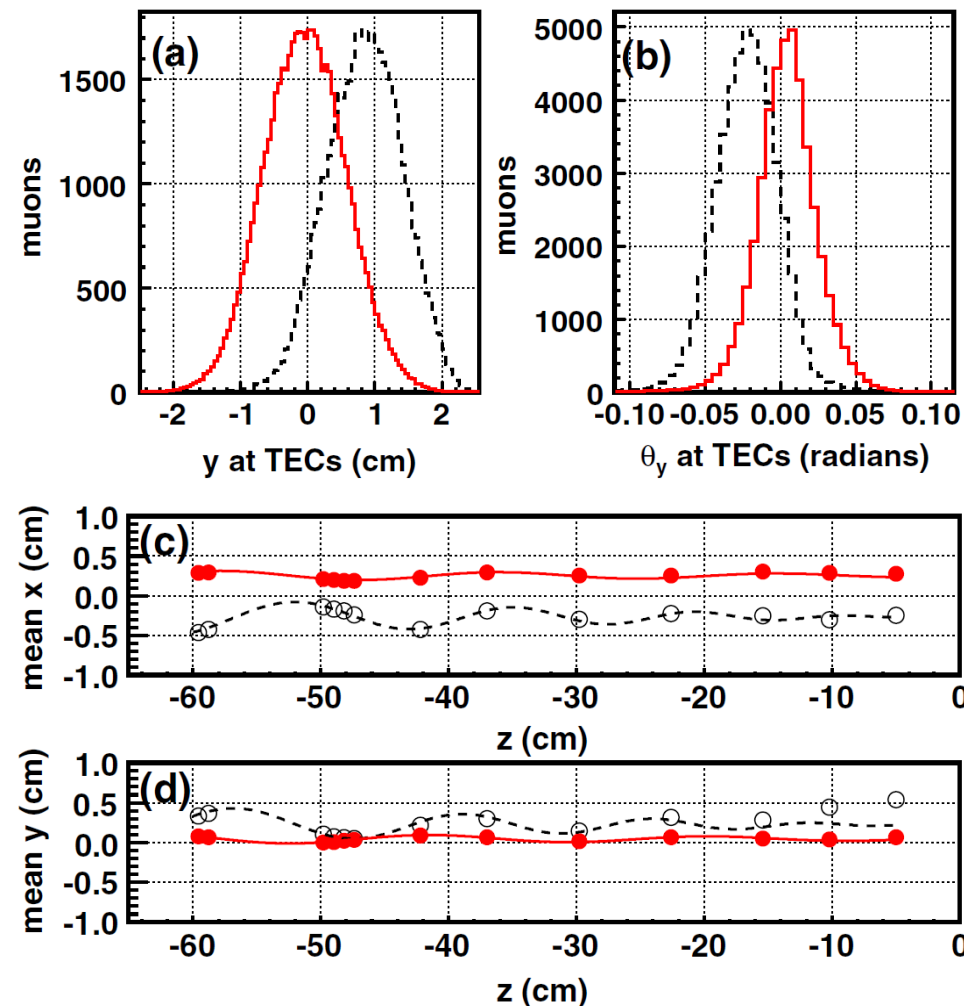 (a)
muons
1500
1000
500
0
-2 -1 0 1 2
y at TECs (cm)
(b)
muons
5000
4000
3000
2000
1000
0
-0.10 -0.05 0.00 0.05 0.10
θy at TECs (radians)
(c)
mean x (cm)
1.0
0.5
0.0
-0.5
-1.0
-60 -50 -40 -30 -20 -10 0
z (cm)
(d)
mean y (cm)
1.0
0.5
0.0
-0.5
-1.0
-60 -50 -40 -30 -20 -10 0
z (cm)